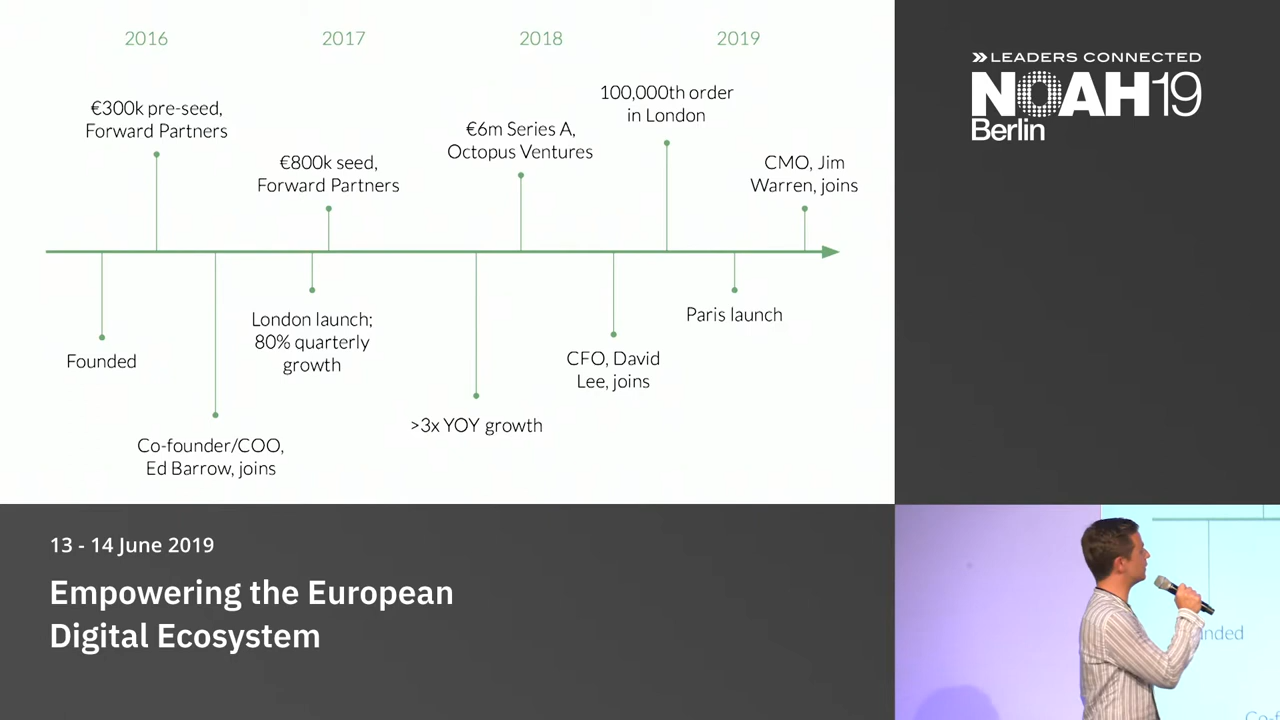 2016
2017
2018
2019
€300k pre-seed,
Forward Partners
€800k seed,
Forward Partners
€6m Series A,
Octopus Ventures
100,000th order
in London
CMO, Jim
Warren, joins
Founded
Co-founder/COO,
Ed Barrow, joins
London launch;
80% quarterly
growth
>3x YOY growth
CFO, David
Lee, joins
Paris launch
LEADERS CONNECTED
NOAH19
Berlin
13 - 14 June 2019
Empowering the European
Digital Ecosystem